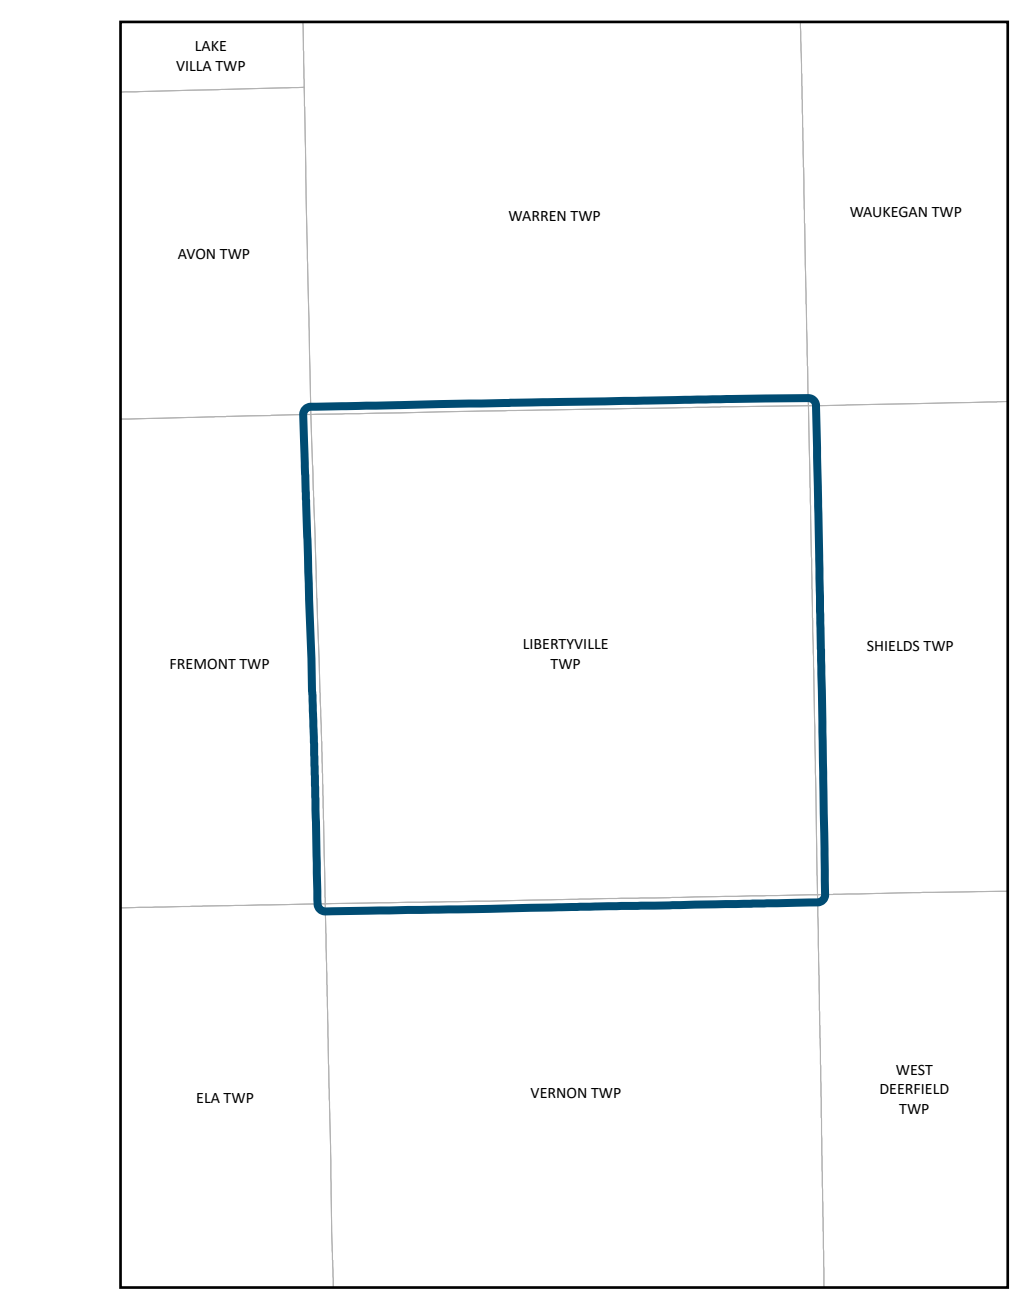 LAKE
VILLA TWP
WARREN TWP
WAUKEGAN TWP
AVON TWP
LIBERTYVILLE
TWP
SHIELDS TWP
FREMONT TWP
WEST
DEERFIELD
TWP
VERNON TWP
ELA TWP